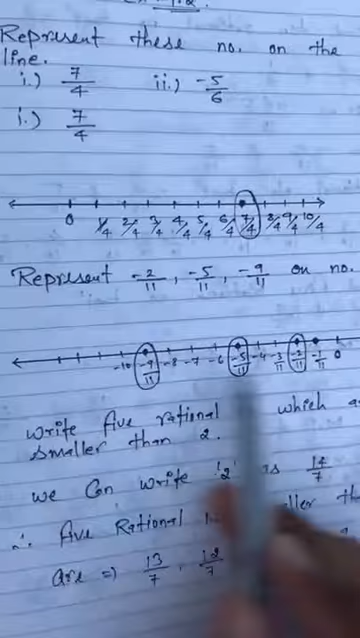 Represent these no. on the
line.
i.) 7/4 ii.) -5/6
i.) 7/4
0 1/4 2/4 3/4 4/4 5/4 6/4 7/4 8/4 9/4 10/4
Represent -2/11, -5/11, -9/11 on no.
-10 -9/11 -8 -7 -6 -5/11 -4 -3/11 -2/11 -1/11 0
Write five rational which
smaller than 2.
we Can write '2' as 14/7
∴ five Rational
are => 13/7, 12/7